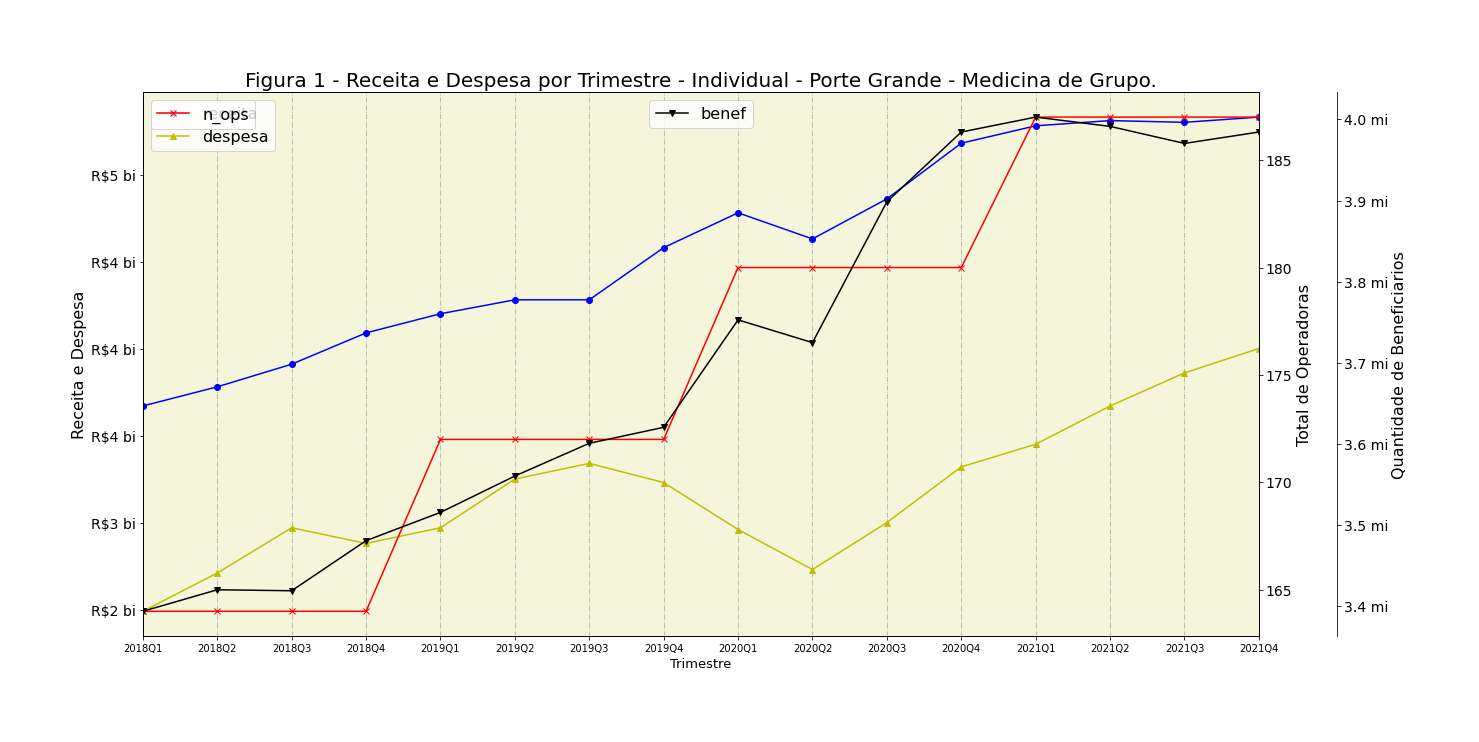 Figura 1 - Receita e Despesa por Trimestre - Individual - Porte Grande - Medicina de Grupo.
n_ops
despesa
benef
R$5 bi
R$4 bi
R$4 bi
R$4 bi
R$3 bi
R$2 bi
Receita e Despesa
185
180
175
170
165
Total de Operadoras
4.0 mi
3.9 mi
3.8 mi
3.7 mi
3.6 mi
3.5 mi
3.4 mi
Quantidade de Beneficiarios
2018Q1 2018Q2 2018Q3 2018Q4 2019Q1 2019Q2 2019Q3 2019Q4 2020Q1 2020Q2 2020Q3 2020Q4 2021Q1 2021Q2 2021Q3 2021Q4
Trimestre